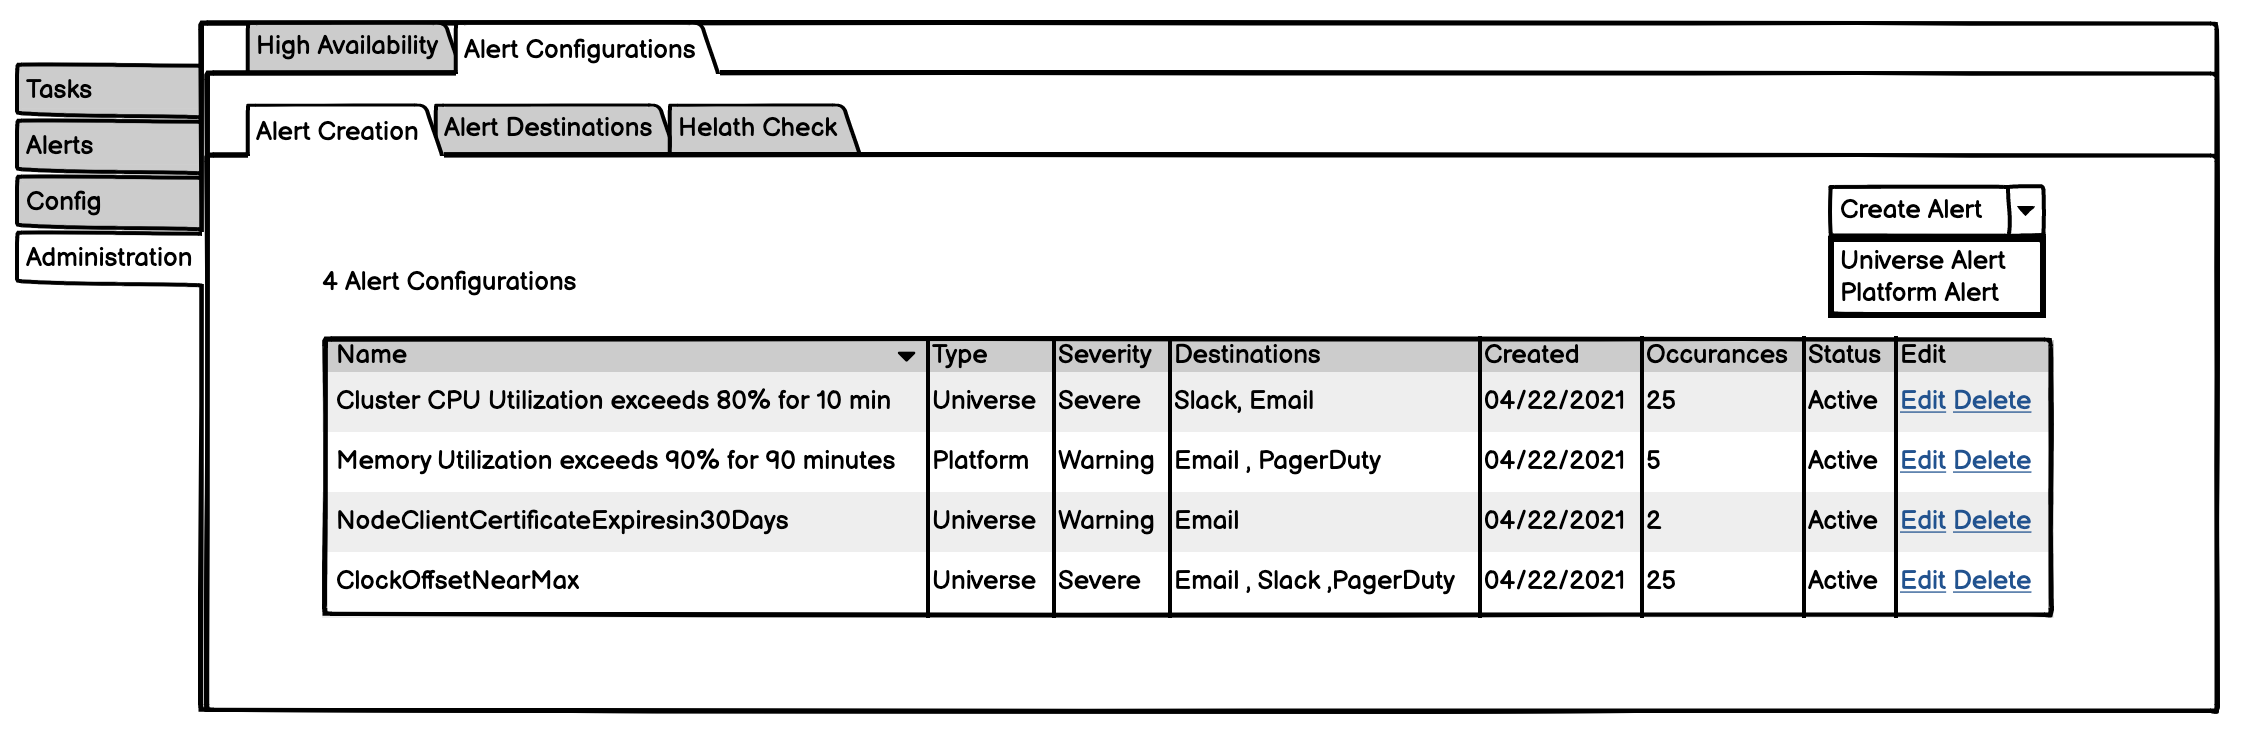 High Availability Alert Configurations
Tasks
Alerts
Config
Administration
Alert Creation Alert Destinations Helath Check
Create Alert
Universe Alert
Platform Alert
4 Alert Configurations
Name Type Severity Destinations Created Occurances Status Edit
Cluster CPU Utilization exceeds 80% for 10 min Universe Severe Slack, Email 04/22/2021 25 Active Edit Delete
Memory Utilization exceeds 90% for 90 minutes Platform Warning Email , PagerDuty 04/22/2021 5 Active Edit Delete
NodeClientCertificateExpiresin30Days Universe Warning Email 04/22/2021 2 Active Edit Delete
ClockOffsetNearMax Universe Severe Email , Slack ,PagerDuty 04/22/2021 25 Active Edit Delete